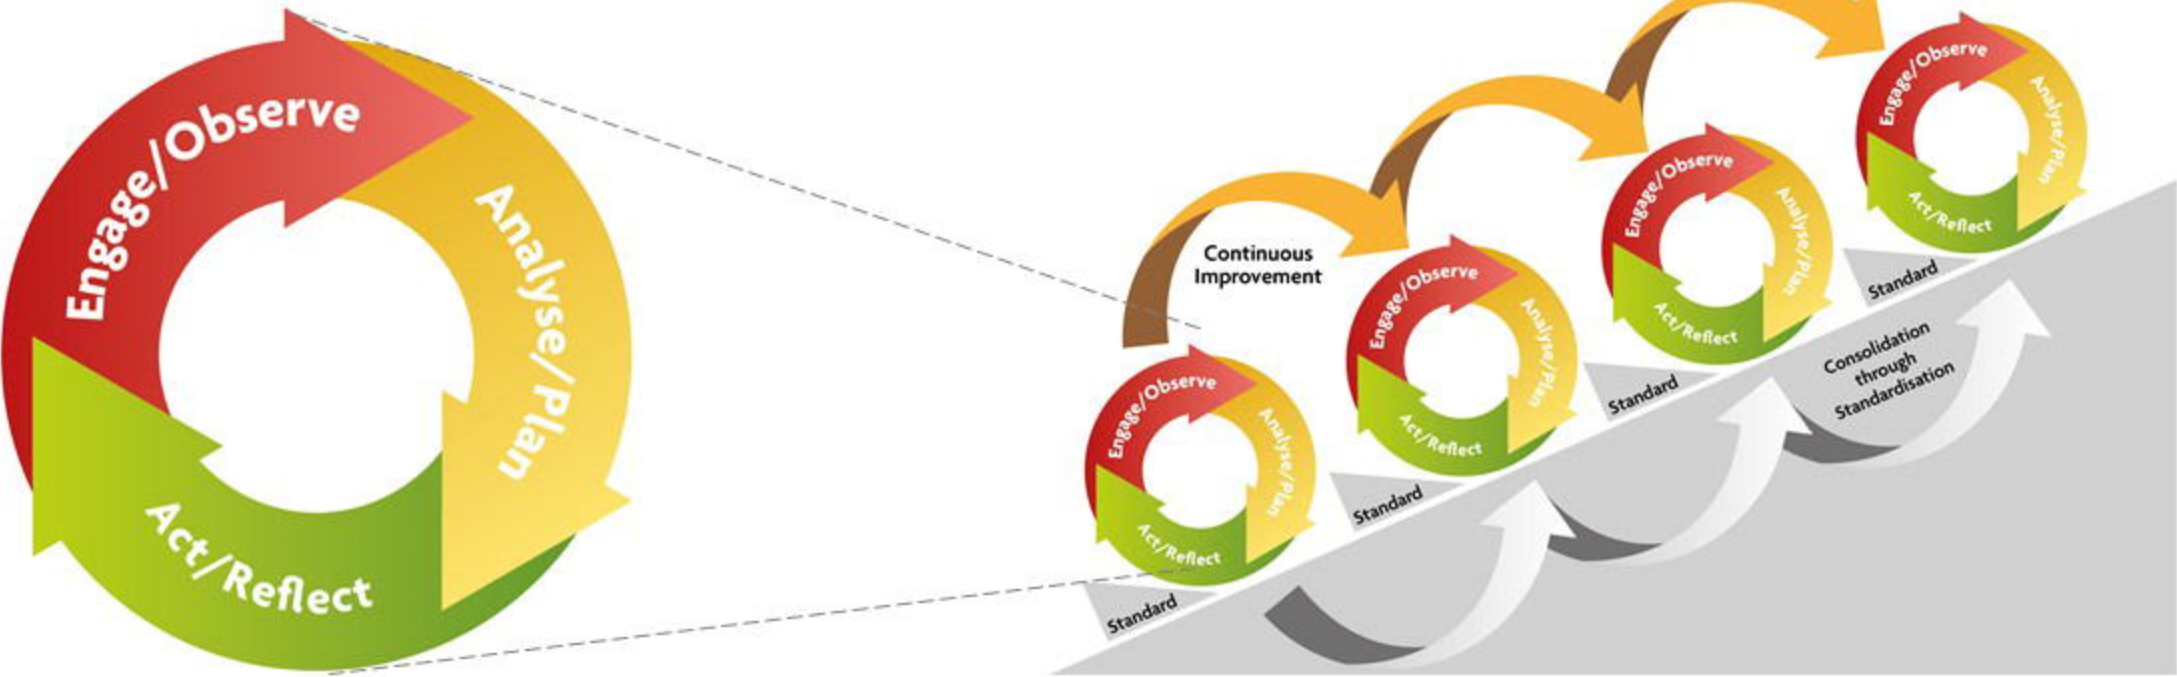 Engage/Observe
Analyse/Plan
Act/Reflect
Continuous
Improvement
Engage/Observe
Analyse/Plan
Act/Reflect
Standard
Engage/Observe
Analyse/Plan
Act/Reflect
Standard
Engage/Observe
Analyse/Plan
Act/Reflect
Standard
Engage/Observe
Analyse/Plan
Act/Reflect
Standard
Consolidation
through
Standardisation